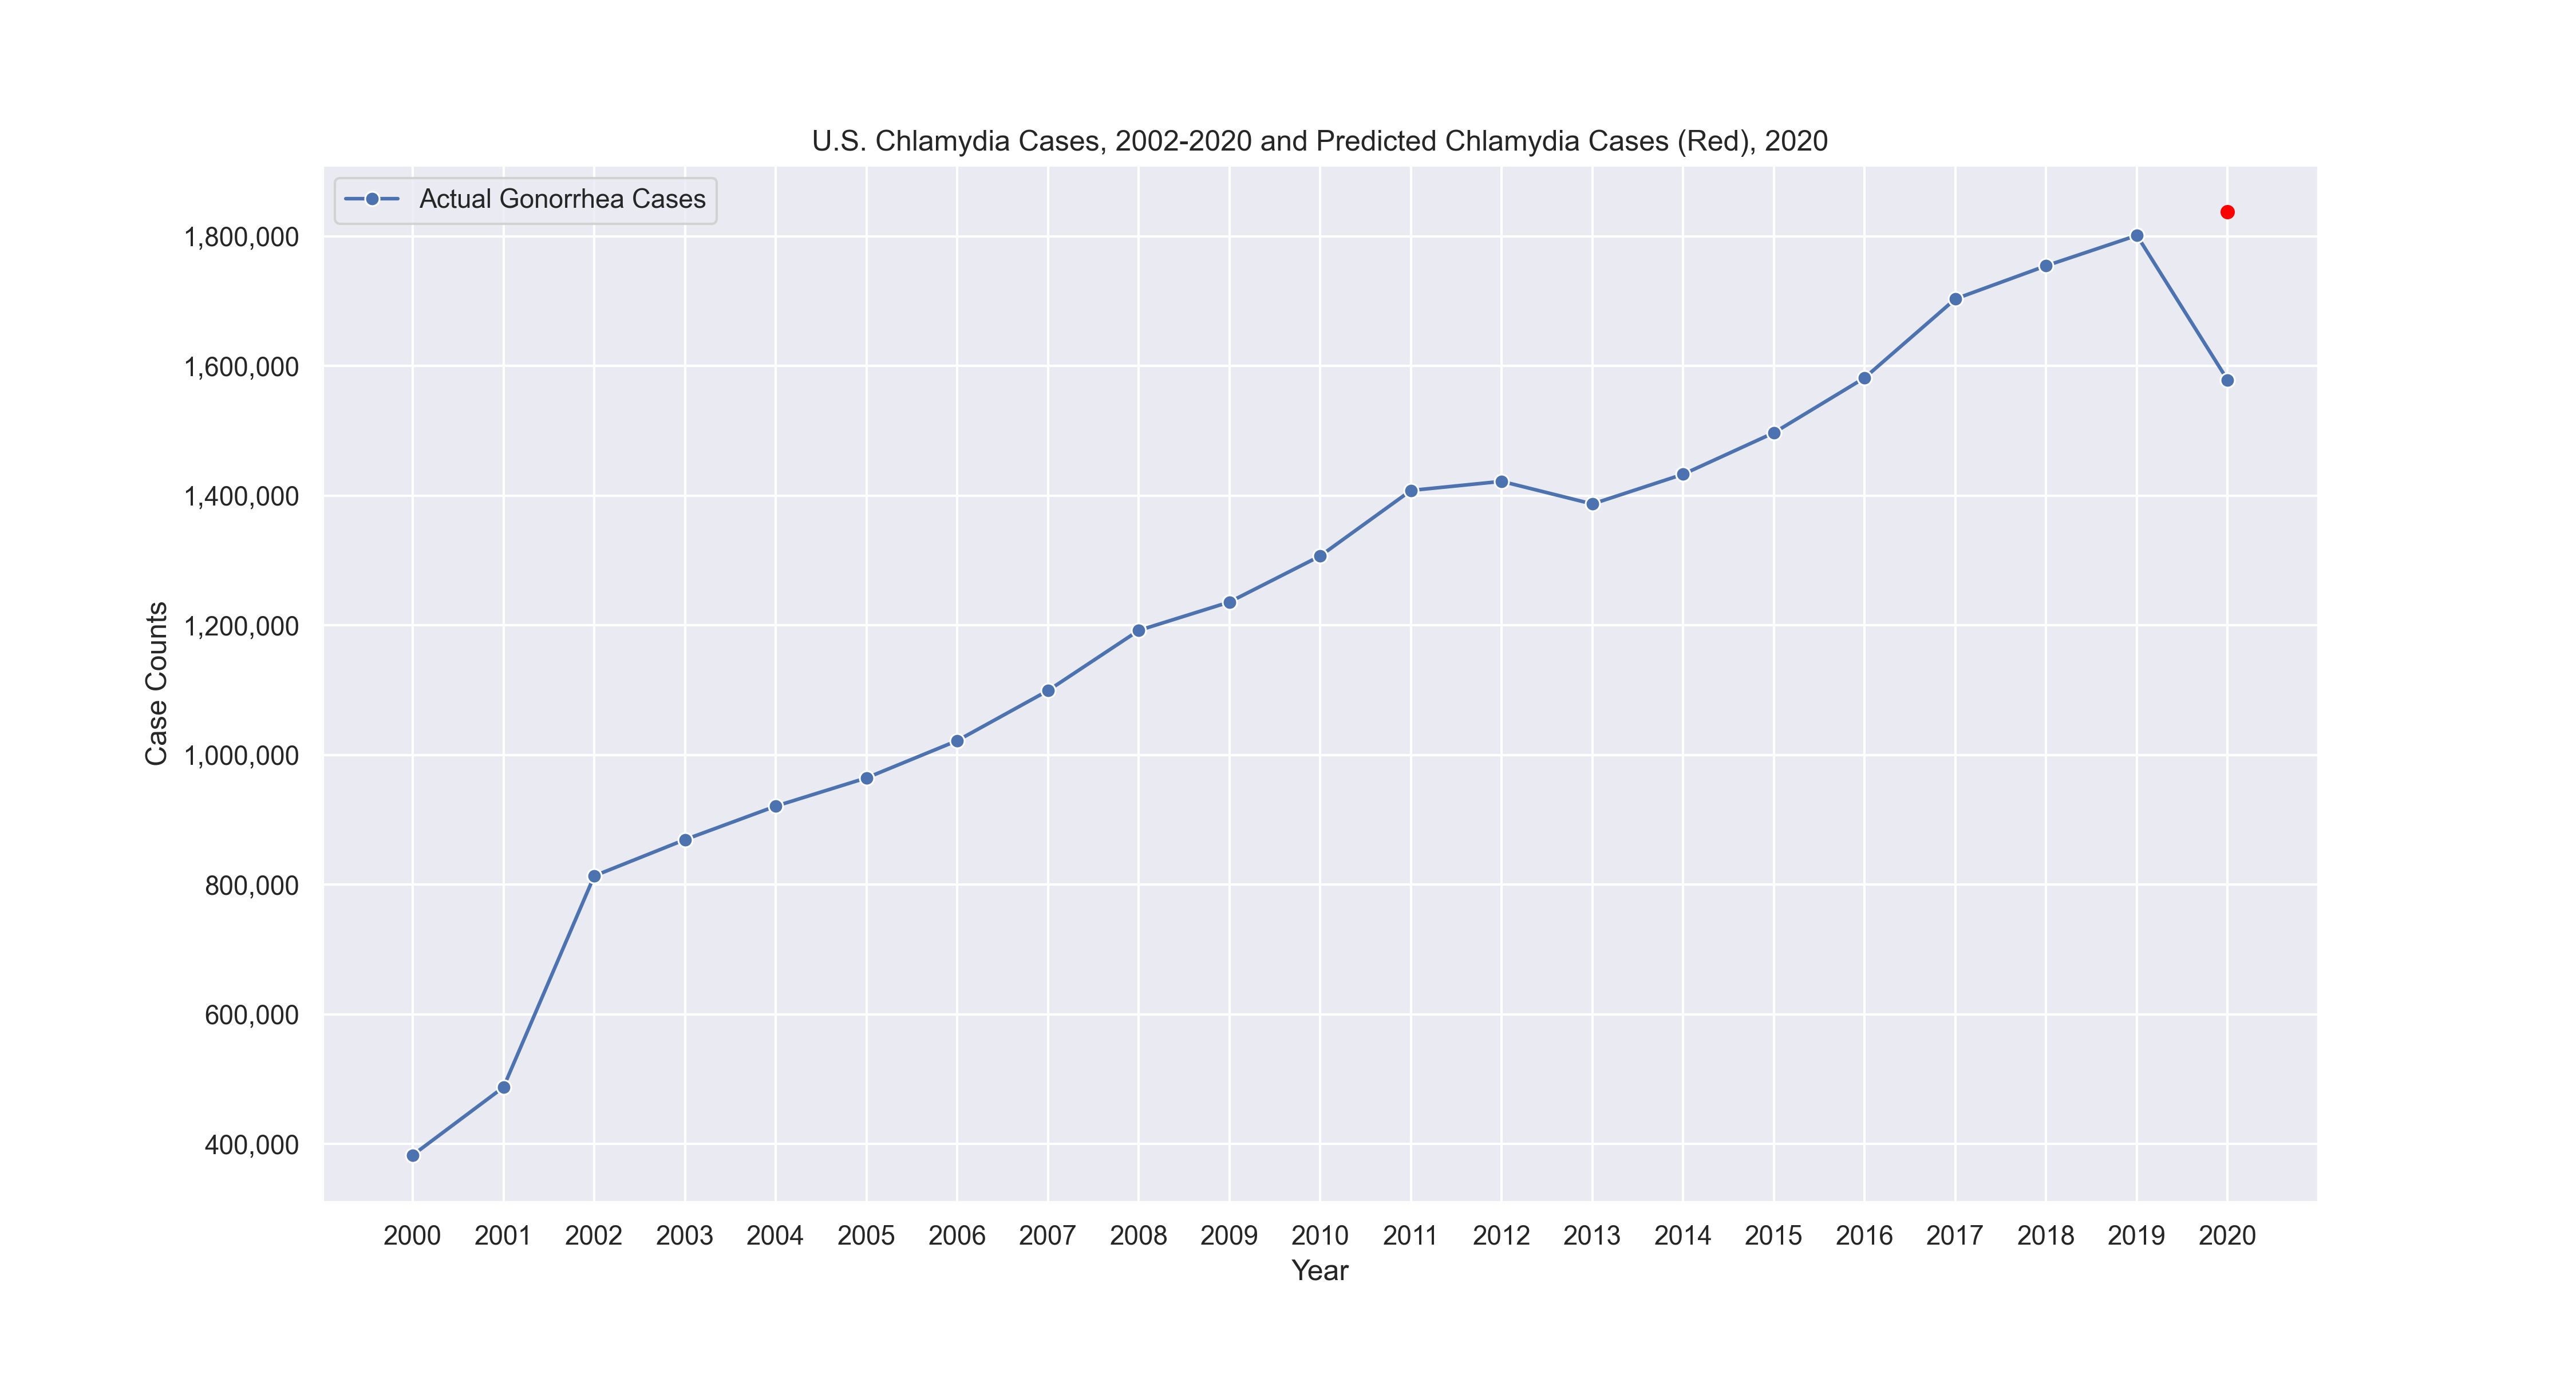 U.S. Chlamydia Cases, 2002-2020 and Predicted Chlamydia Cases (Red), 2020
Actual Gonorrhea Cases
1,800,000
1,600,000
1,400,000
1,200,000
1,000,000
800,000
600,000
400,000
Case Counts
2000 2001 2002 2003 2004 2005 2006 2007 2008 2009 2010 2011 2012 2013 2014 2015 2016 2017 2018 2019 2020
Year